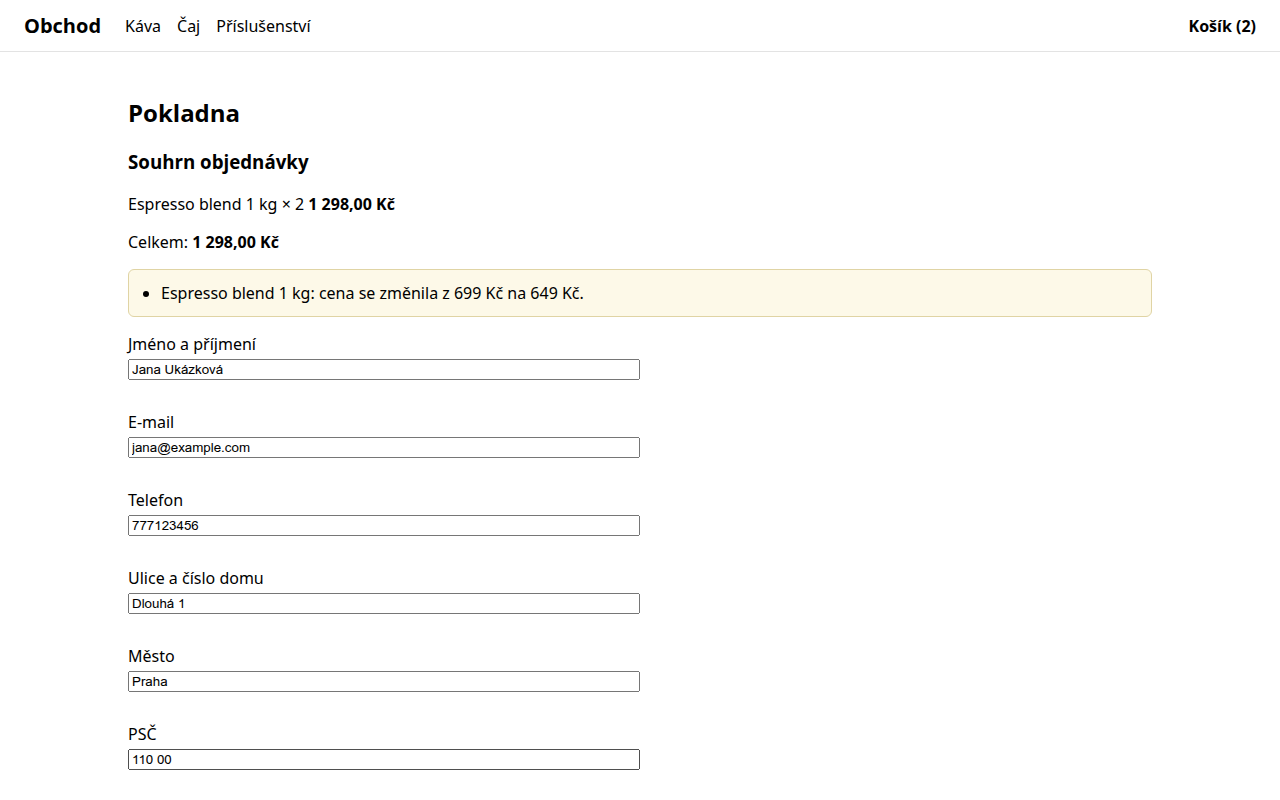 Obchod Káva Čaj Příslušenství Košík (2)
Pokladna
Souhrn objednávky
Espresso blend 1 kg × 2 1 298,00 Kč
Celkem: 1 298,00 Kč
• Espresso blend 1 kg: cena se změnila z 699 Kč na 649 Kč.
Jméno a příjmení
Jana Ukázková
E-mail
jana@example.com
Telefon
777123456
Ulice a číslo domu
Dlouhá 1
Město
Praha
PSČ
110 00